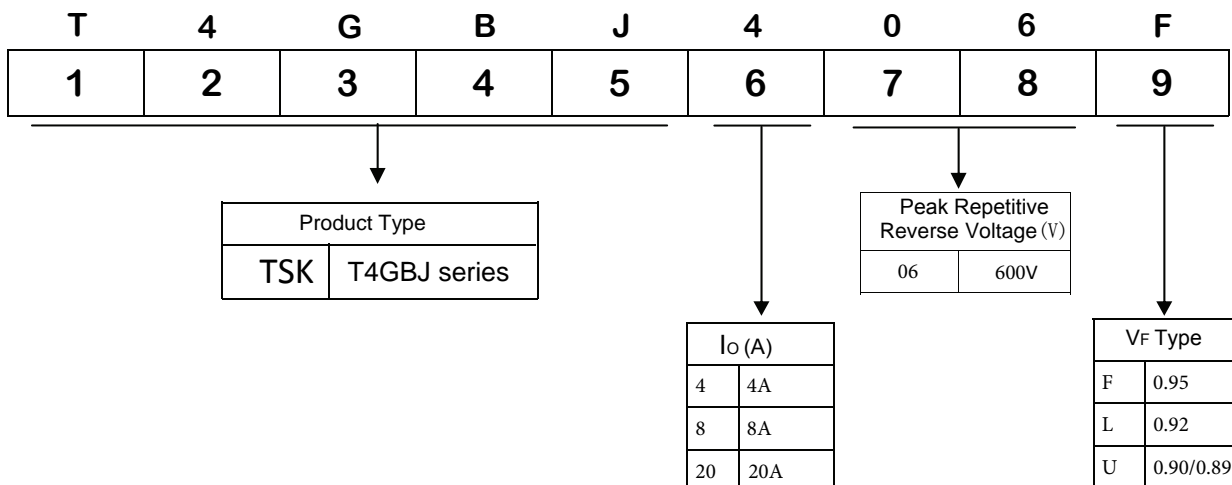 T 4 G B J 4 0 6 F
1 2 3 4 5 6 7 8 9
Product Type
TSK T4GBJ series
Peak Repetitive
Reverse Voltage (V)
06 600V
Io (A)
4 4A
8 8A
20 20A
VF Type
F 0.95
L 0.92
U 0.90/0.89